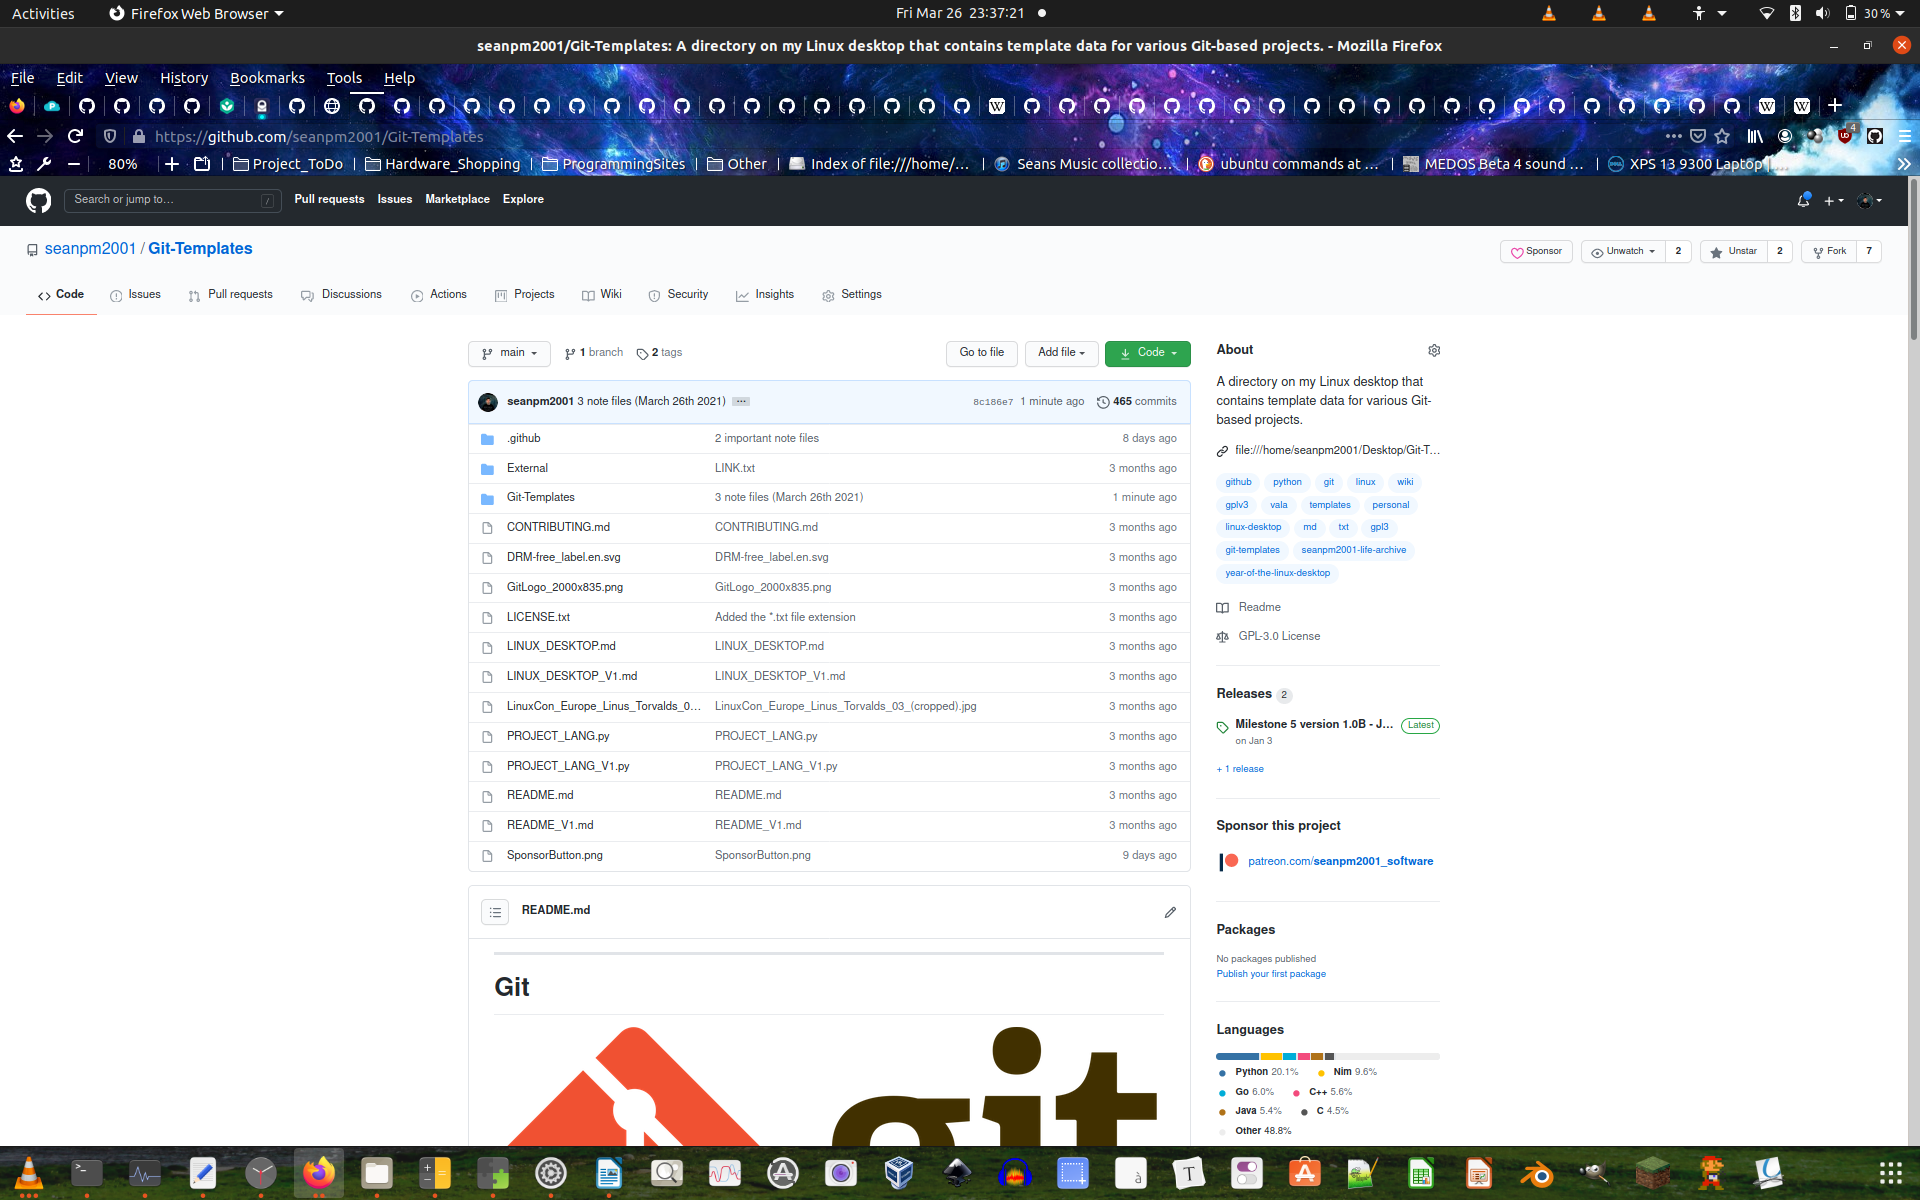 Activities Firefox Web Browser Fri Mar 26 23:37:21 30 %
seanpm2001/Git-Templates: A directory on my Linux desktop that contains template data for various Git-based projects. - Mozilla Firefox
File Edit View History Bookmarks Tools Help
https://github.com/seanpm2001/Git-Templates
80% Project_ToDo Hardware_Shopping ProgrammingSites Other Index of file:///home/... Seans Music collectio... ubuntu commands at ... MEDOS Beta 4 sound ... XPS 13 9300 Laptop |...
Search or jump to… / Pull requests Issues Marketplace Explore
seanpm2001 / Git-Templates Sponsor Unwatch 2 Unstar 2 Fork 7
Code Issues Pull requests Discussions Actions Projects Wiki Security Insights Settings
main 1 branch 2 tags Go to file Add file Code
seanpm2001 3 note files (March 26th 2021) ... 8c186e7 1 minute ago 465 commits
.github 2 important note files 8 days ago
External LINK.txt 3 months ago
Git-Templates 3 note files (March 26th 2021) 1 minute ago
CONTRIBUTING.md CONTRIBUTING.md 3 months ago
DRM-free_label.en.svg DRM-free_label.en.svg 3 months ago
GitLogo_2000x835.png GitLogo_2000x835.png 3 months ago
LICENSE.txt Added the *.txt file extension 3 months ago
LINUX_DESKTOP.md LINUX_DESKTOP.md 3 months ago
LINUX_DESKTOP_V1.md LINUX_DESKTOP_V1.md 3 months ago
LinuxCon_Europe_Linus_Torvalds_0... LinuxCon_Europe_Linus_Torvalds_03_(cropped).jpg 3 months ago
PROJECT_LANG.py PROJECT_LANG.py 3 months ago
PROJECT_LANG_V1.py PROJECT_LANG_V1.py 3 months ago
README.md README.md 3 months ago
README_V1.md README_V1.md 3 months ago
SponsorButton.png SponsorButton.png 9 days ago
README.md
Git
git
About
A directory on my Linux desktop that
contains template data for various Git-
based projects.
file:///home/seanpm2001/Desktop/Git-T...
github python git linux wiki
gplv3 vala templates personal
linux-desktop md txt gpl3
git-templates seanpm2001-life-archive
year-of-the-linux-desktop
Readme
GPL-3.0 License
Releases 2
Milestone 5 version 1.0B - J... Latest
on Jan 3
+ 1 release
Sponsor this project
patreon.com/seanpm2001_software
Packages
No packages published
Publish your first package
Languages
Python 20.1% Nim 9.6%
Go 6.0% C++ 5.6%
Java 5.4% C 4.5%
Other 48.8%